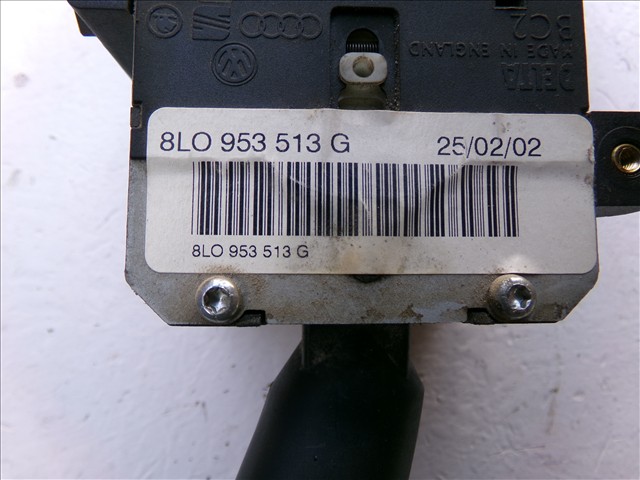 BC2
MADE IN ENGLAND
DELTA
8LO 953 513 G 25/02/02
8LO 953 513 G